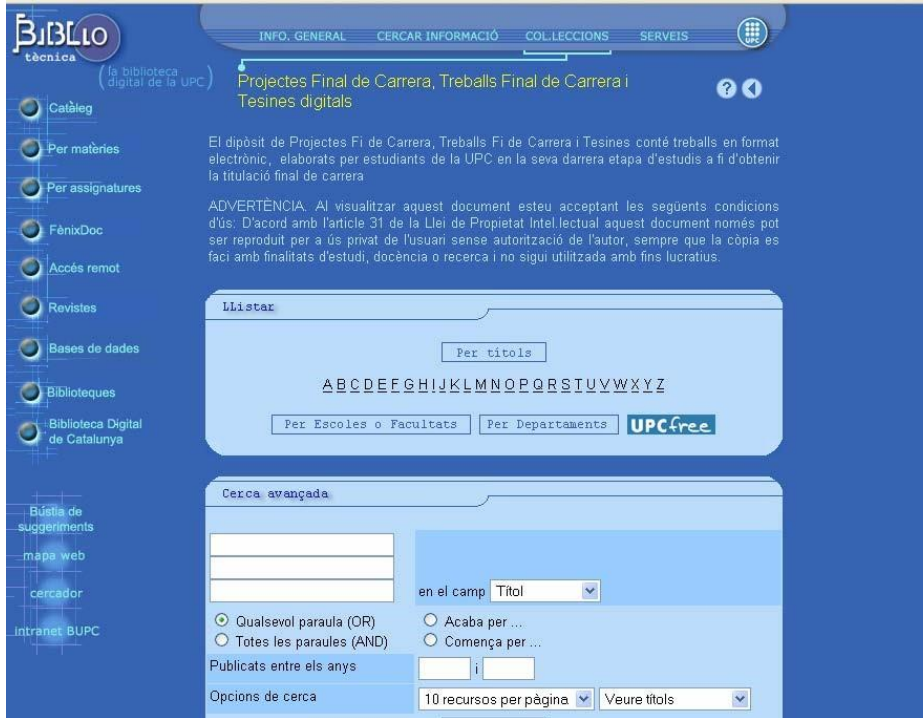 BIBLIO
tècnica
(la biblioteca
digital de la UPC)
INFO. GENERAL CERCAR INFORMACIÓ COL.LECCIONS SERVEIS
UPC
Projectes Final de Carrera, Treballs Final de Carrera i
Tesines digitals
?
Catàleg
Per matèries
Per assignatures
FènixDoc
Accés remot
Revistes
Bases de dades
Biblioteques
Biblioteca Digital
de Catalunya
Bústia de
suggeriments
mapa web
cercador
intranet BUPC
El dipòsit de Projectes Fi de Carrera, Treballs Fi de Carrera i Tesines conté treballs en format
electrònic, elaborats per estudiants de la UPC en la seva darrera etapa d'estudis a fi d'obtenir
la titulació final de carrera
ADVERTÈNCIA. Al visualitzar aquest document esteu acceptant les següents condicions
d'ús: D'acord amb l'article 31 de la Llei de Propietat Intel.lectual aquest document només pot
ser reproduit per a ús privat de l'usuari sense autorització de l'autor, sempre que la còpia es
faci amb finalitats d'estudi, docència o recerca i no sigui utilitzada amb fins lucratius.
LListar
Per títols
A B C D E F G H I J K L M N O P Q R S T U V W X Y Z
Per Escoles o Facultats Per Departaments UPCfree
Cerca avançada
en el camp Títol
Qualsevol paraula (OR) Acaba per ...
Totes les paraules (AND) Comença per ...
Publicats entre els anys i
Opcions de cerca 10 recursos per pàgina Veure títols